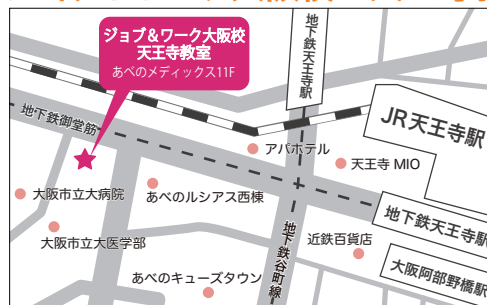 ジョブ&ワーク大阪校
天王寺教室
あべのメディックス11F
地下鉄天王寺駅
JR天王寺駅
地下鉄御堂筋
アパホテル
天王寺 MIO
大阪市立大病院
あべのルシアス西棟
地下鉄天王寺駅
大阪市立大医学部
近鉄百貨店
地下鉄谷町線
大阪阿部野橋駅
あべのキューズタウン